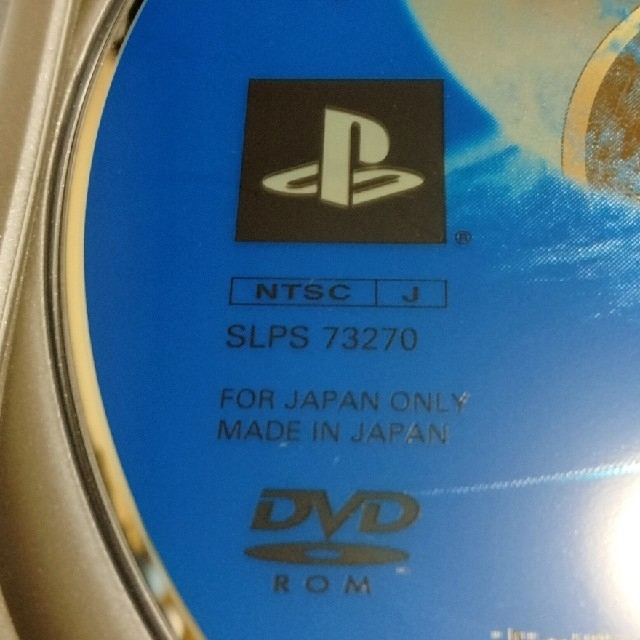 ®
NTSC J
SLPS 73270
FOR JAPAN ONLY
MADE IN JAPAN
DVD
ROM